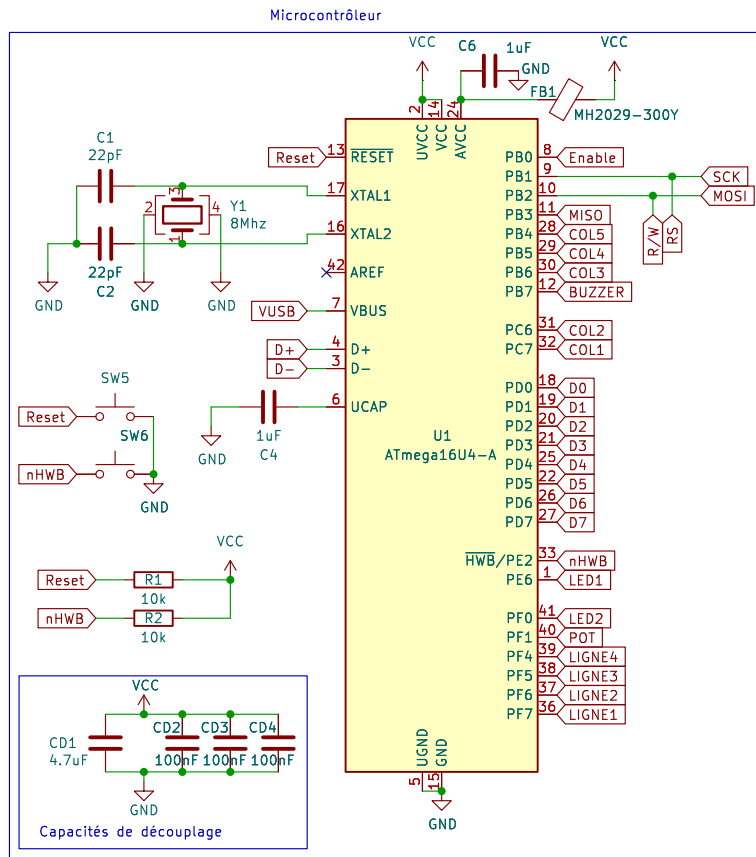 Microcontrôleur
VCC
C6
1uF
GND
VCC
FB1
MH2029-300Y
2
14
24
UVCC
VCC
AVCC
C1
22pF
Reset
13
RESET
PB0
8
Enable
PB1
9
SCK
3
17
XTAL1
PB2
10
MOSI
2
4
Y1
8Mhz
PB3
11
MISO
1
16
XTAL2
PB4
28
COL5
R/W
RS
22pF
C2
PB5
29
COL4
42
AREF
PB6
30
COL3
GND
GND
GND
PB7
12
BUZZER
VUSB
7
VBUS
PC6
31
COL2
D+
4
D+
PC7
32
COL1
D-
3
D-
SW5
PD0
18
D0
Reset
6
UCAP
PD1
19
D1
SW6
1uF
C4
GND
U1
ATmega16U4-A
PD2
20
D2
PD3
21
D3
nHWB
PD4
25
D4
GND
PD5
22
D5
PD6
26
D6
PD7
27
D7
VCC
HWB/PE2
33
nHWB
Reset
R1
10k
PE6
1
LED1
nHWB
R2
10k
PF0
41
LED2
PF1
40
POT
PF4
39
LIGNE4
PF5
38
LIGNE3
VCC
PF6
37
LIGNE2
PF7
36
LIGNE1
CD2
CD3
CD4
CD1
4.7uF
100nF
100nF
100nF
UGND
GND
5
15
GND
GND
Capacités de découplage